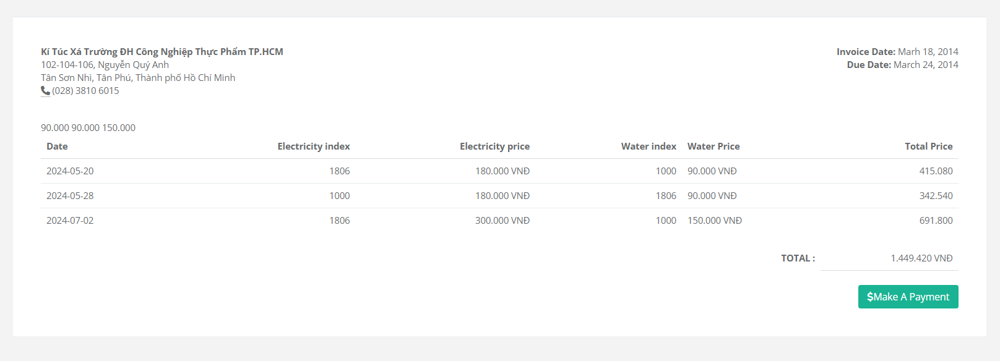 Kí Túc Xá Trường ĐH Công Nghiệp Thực Phẩm TP.HCM
102-104-106, Nguyễn Quý Anh
Tân Sơn Nhì, Tân Phú, Thành phố Hồ Chí Minh
(028) 3810 6015
Invoice Date: Marh 18, 2014
Due Date: March 24, 2014
90.000 90.000 150.000
Date Electricity index Electricity price Water index Water Price Total Price
2024-05-20 1806 180.000 VNĐ 1000 90.000 VNĐ 415.080
2024-05-28 1000 180.000 VNĐ 1806 90.000 VNĐ 342.540
2024-07-02 1806 300.000 VNĐ 1000 150.000 VNĐ 691.800
TOTAL : 1.449.420 VNĐ
$Make A Payment